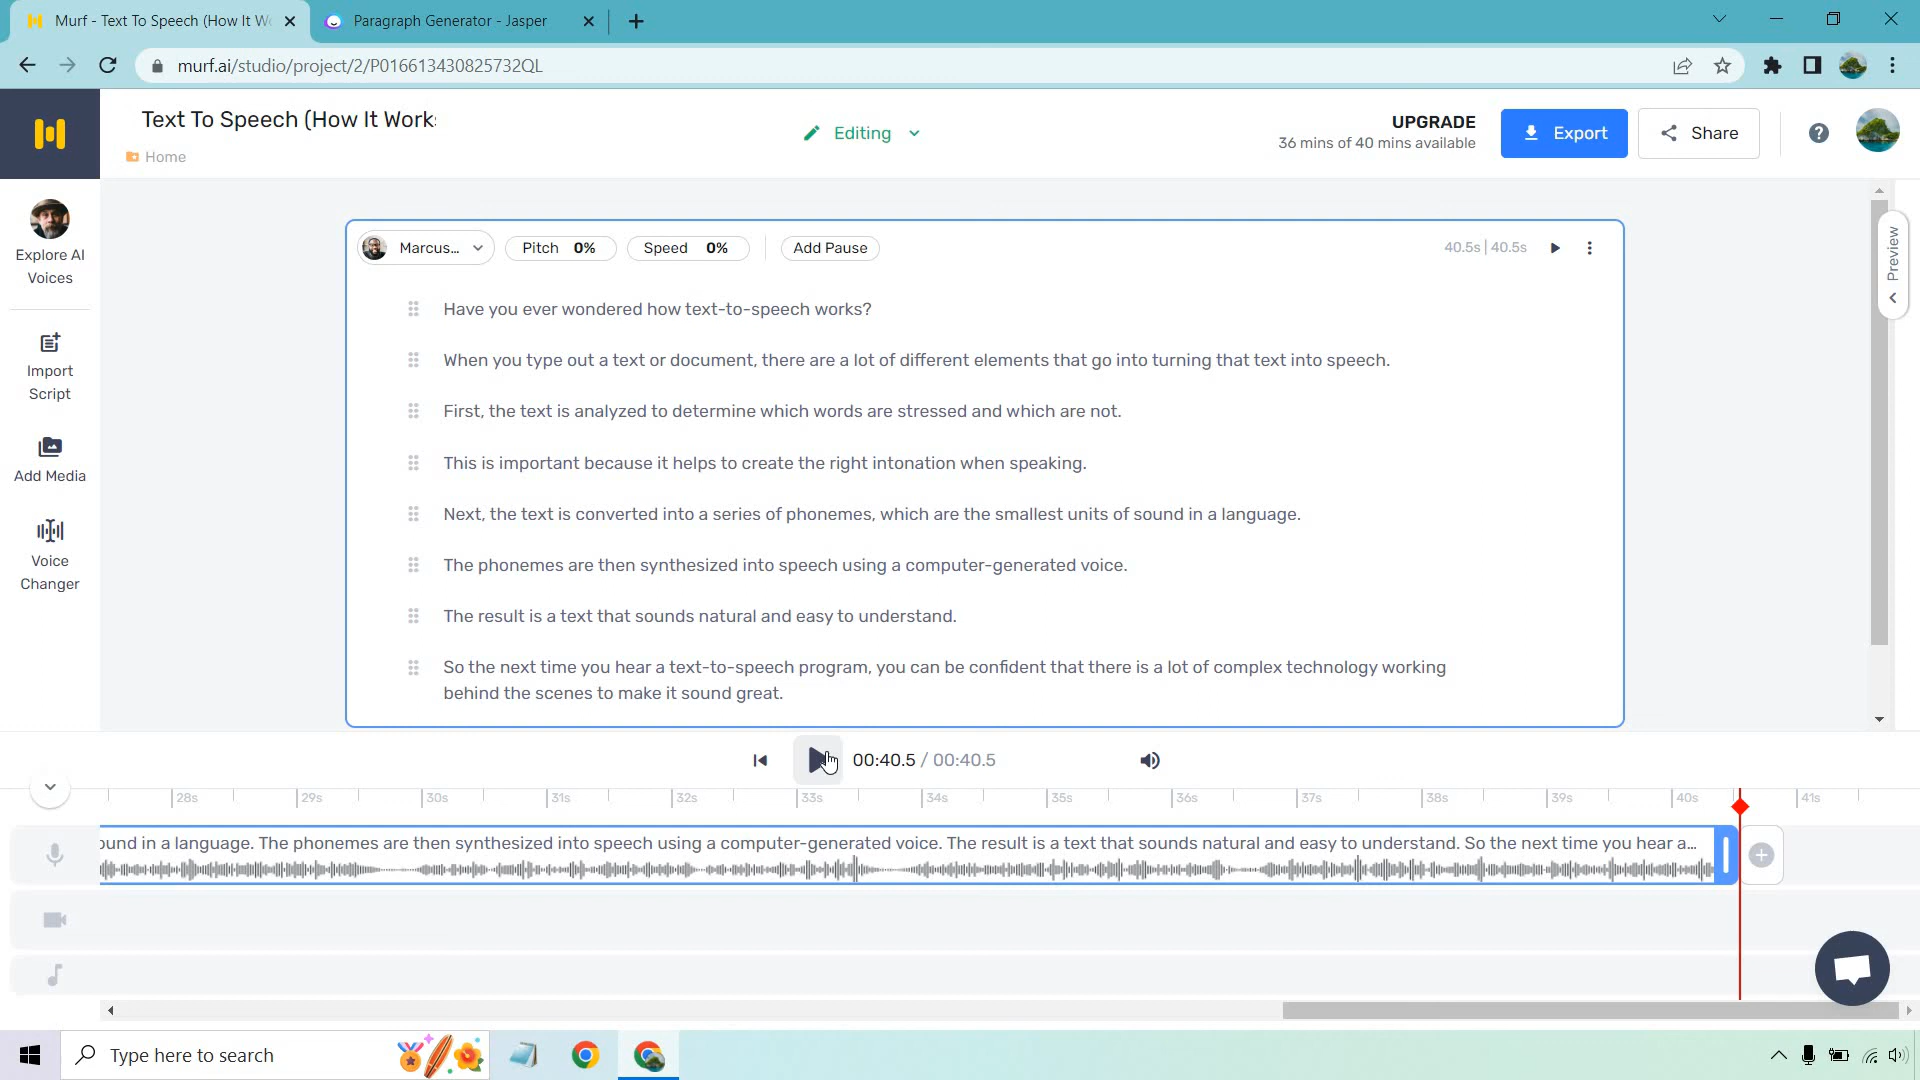 Murf - Text To Speech (How It W
Paragraph Generator - Jasper
murf.ai/studio/project/2/P016613430825732QL
Text To Speech (How It Works
Home
Editing
UPGRADE
36 mins of 40 mins available
Export
Share
Explore AI
Voices
Import
Script
Add Media
Voice
Changer
Marcus...
Pitch 0%
Speed 0%
Add Pause
40.5s | 40.5s
Preview
Have you ever wondered how text-to-speech works?
When you type out a text or document, there are a lot of different elements that go into turning that text into speech.
First, the text is analyzed to determine which words are stressed and which are not.
This is important because it helps to create the right intonation when speaking.
Next, the text is converted into a series of phonemes, which are the smallest units of sound in a language.
The phonemes are then synthesized into speech using a computer-generated voice.
The result is a text that sounds natural and easy to understand.
So the next time you hear a text-to-speech program, you can be confident that there is a lot of complex technology working
behind the scenes to make it sound great.
00:40.5 / 00:40.5
28s 29s 30s 31s 32s 33s 34s 35s 36s 37s 38s 39s 40s 41s
ound in a language. The phonemes are then synthesized into speech using a computer-generated voice. The result is a text that sounds natural and easy to understand. So the next time you hear a...
Type here to search